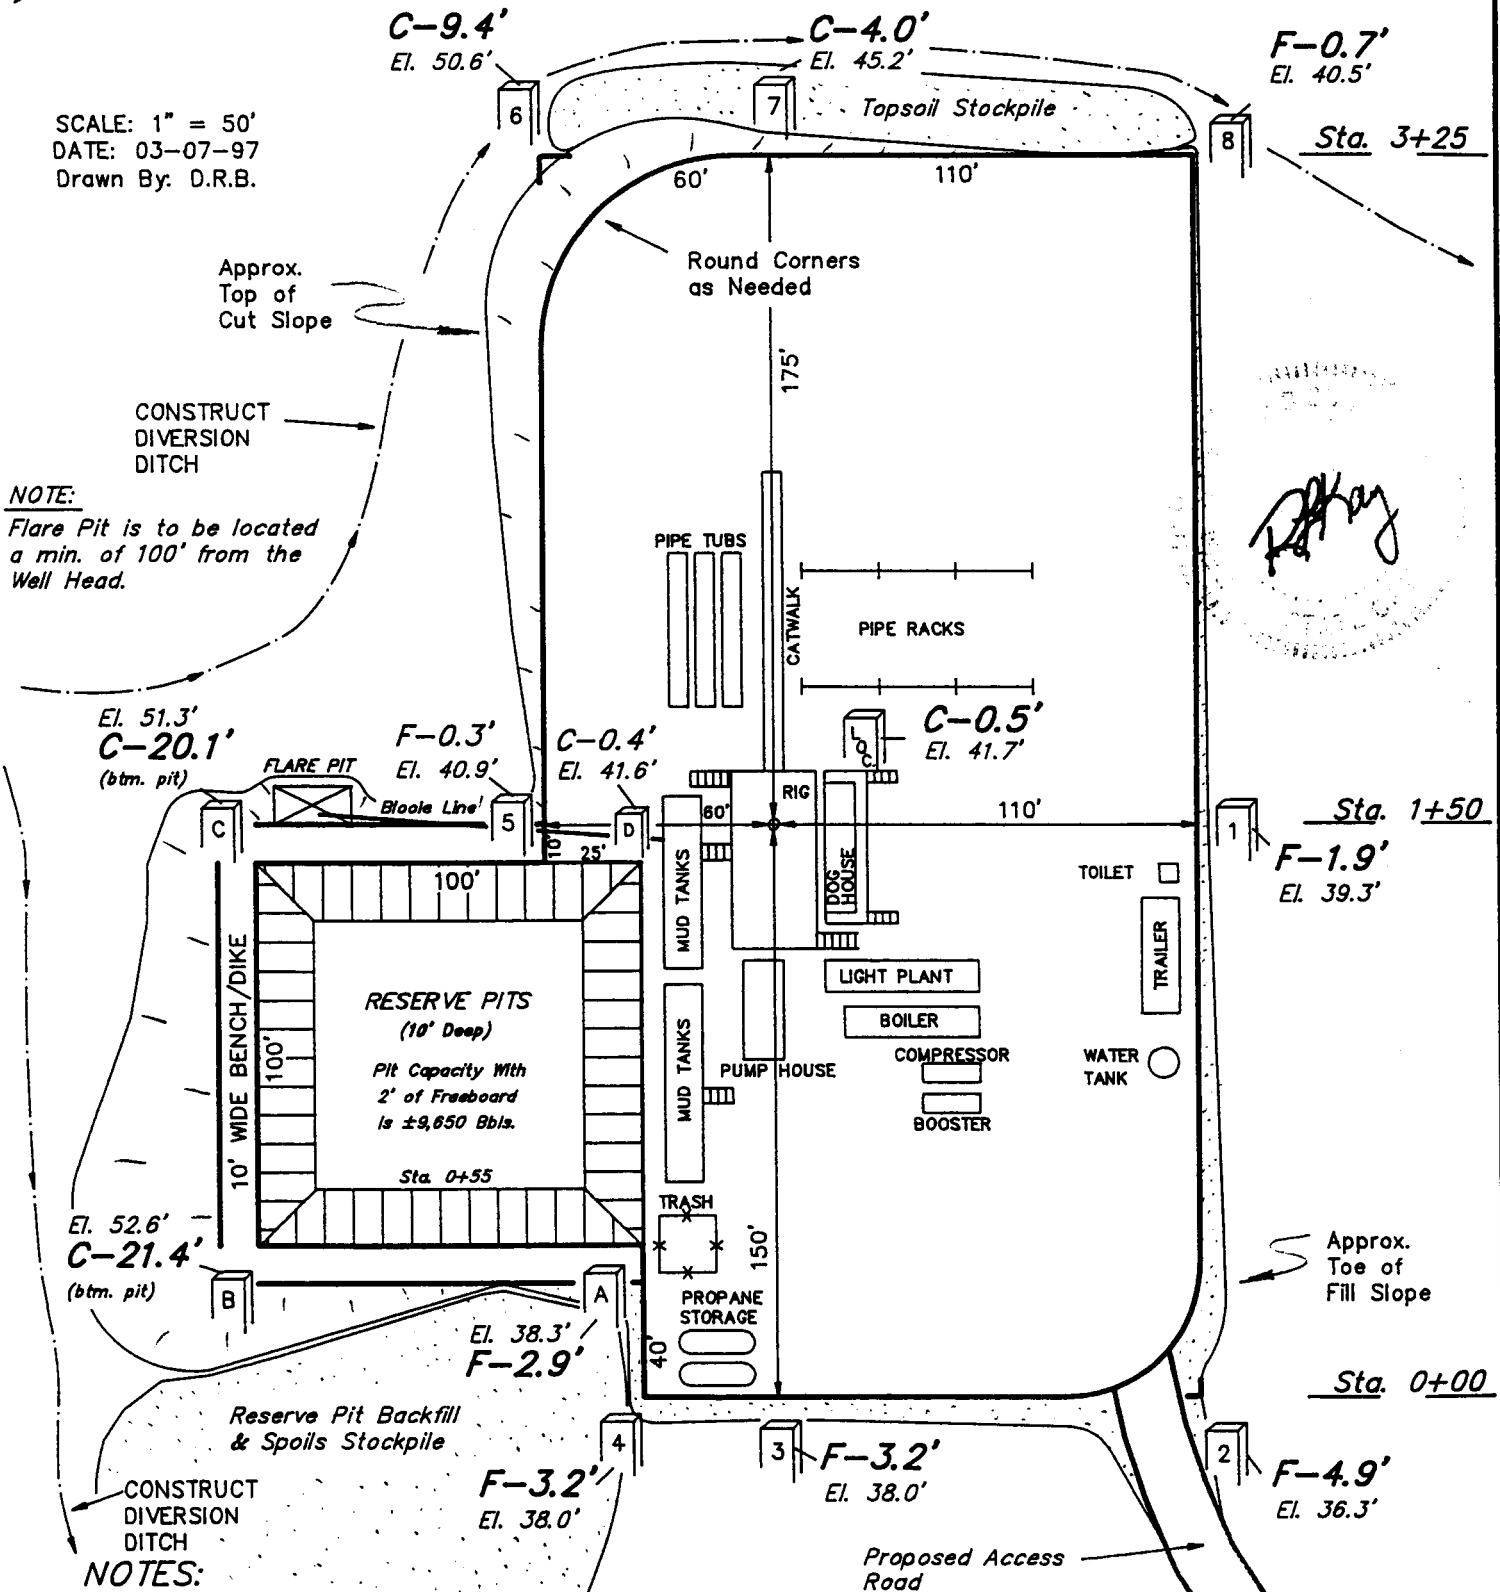 C-9.4'
El. 50.6'
C-4.0'
El. 45.2'
F-0.7'
El. 40.5'
6
7
8
Topsoil Stockpile
SCALE: 1" = 50'
DATE: 03-07-97
Drawn By: D.R.B.
Sta. 3+25
60'
110'
Round Corners
as Needed
Approx.
Top of
Cut Slope
175'
CONSTRUCT
DIVERSION
DITCH
NOTE:
Flare Pit is to be located
a min. of 100' from the
Well Head.
PIPE TUBS
CATWALK
PIPE RACKS
El. 51.3'
C-20.1'
(btm. pit)
FLARE PIT
F-0.3'
El. 40.9'
C-0.4'
El. 41.6'
LOC.
C-0.5'
El. 41.7'
C
Blooie Line
5
D
60'
RIG
110'
1
Sta. 1+50
F-1.9'
El. 39.3'
10'
25'
100'
MUD TANKS
DOG
HOUSE
TOILET
TRAILER
10' WIDE BENCH/DIKE
100'
RESERVE PITS
(10' Deep)
Pit Capacity With
2' of Freeboard
is ±9,650 Bbls.
Sta. 0+55
MUD TANKS
LIGHT PLANT
BOILER
COMPRESSOR
PUMP HOUSE
BOOSTER
WATER
TANK
TRASH
150'
El. 52.6'
C-21.4'
(btm. pit)
B
A
El. 38.3'
F-2.9'
PROPANE
STORAGE
40'
Approx.
Toe of
Fill Slope
Sta. 0+00
Reserve Pit Backfill
& Spoils Stockpile
4
F-3.2'
El. 38.0'
3
F-3.2'
El. 38.0'
2
F-4.9'
El. 36.3'
CONSTRUCT
DIVERSION
DITCH
NOTES:
Proposed Access
Road